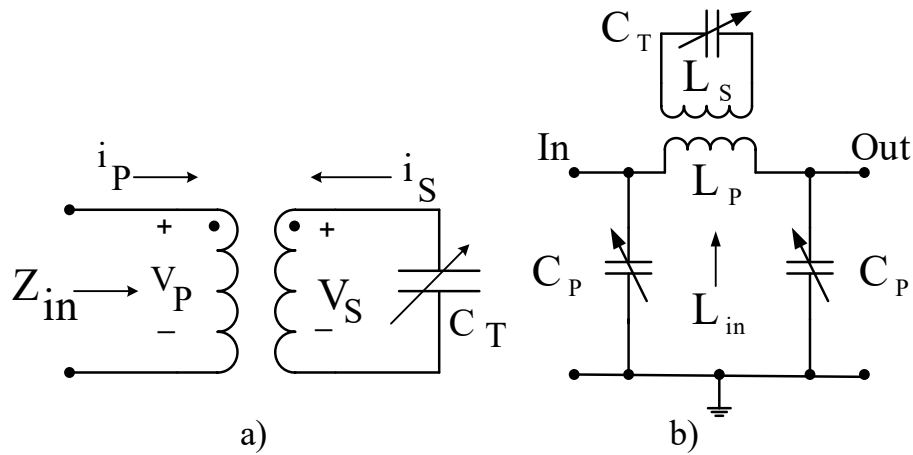 i P
i S
+
+
Z in
V P
V S
C T
−
−
a)
C T
L S
In
Out
L P
C P
C P
L in
b)